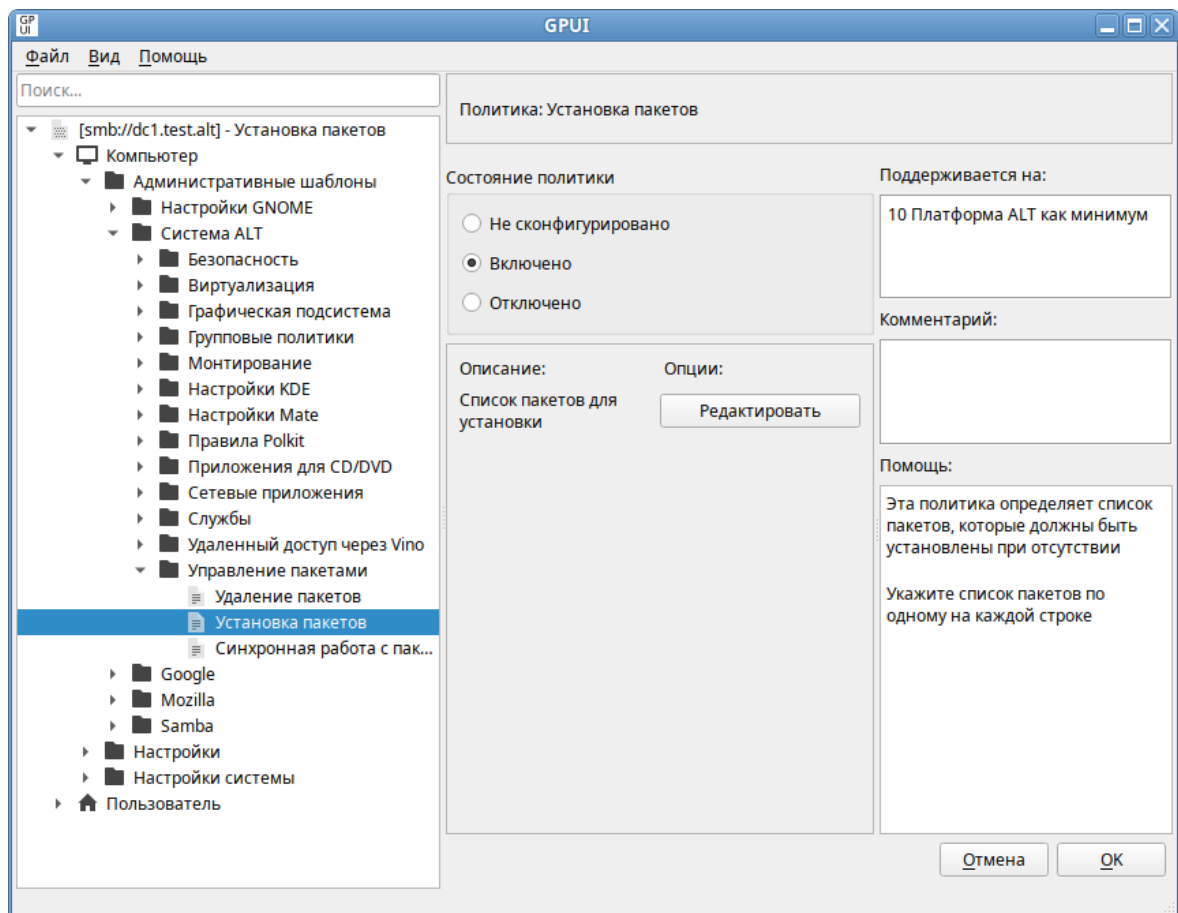 GP
UI
GPUI
Файл Вид Помощь
Поиск...
[smb://dc1.test.alt] - Установка пакетов
Компьютер
Административные шаблоны
Настройки GNOME
Система ALT
Безопасность
Виртуализация
Графическая подсистема
Групповые политики
Монтирование
Настройки KDE
Настройки Mate
Правила Polkit
Приложения для CD/DVD
Сетевые приложения
Службы
Удаленный доступ через Vino
Управление пакетами
Удаление пакетов
Установка пакетов
Синхронная работа с пак...
Google
Mozilla
Samba
Настройки
Настройки системы
Пользователь
Политика: Установка пакетов
Состояние политики
Не сконфигурировано
Включено
Отключено
Описание:
Опции:
Список пакетов для
установки
Редактировать
Поддерживается на:
10 Платформа ALT как минимум
Комментарий:
Помощь:
Эта политика определяет список
пакетов, которые должны быть
установлены при отсутствии
Укажите список пакетов по
одному на каждой строке
Отмена
OK